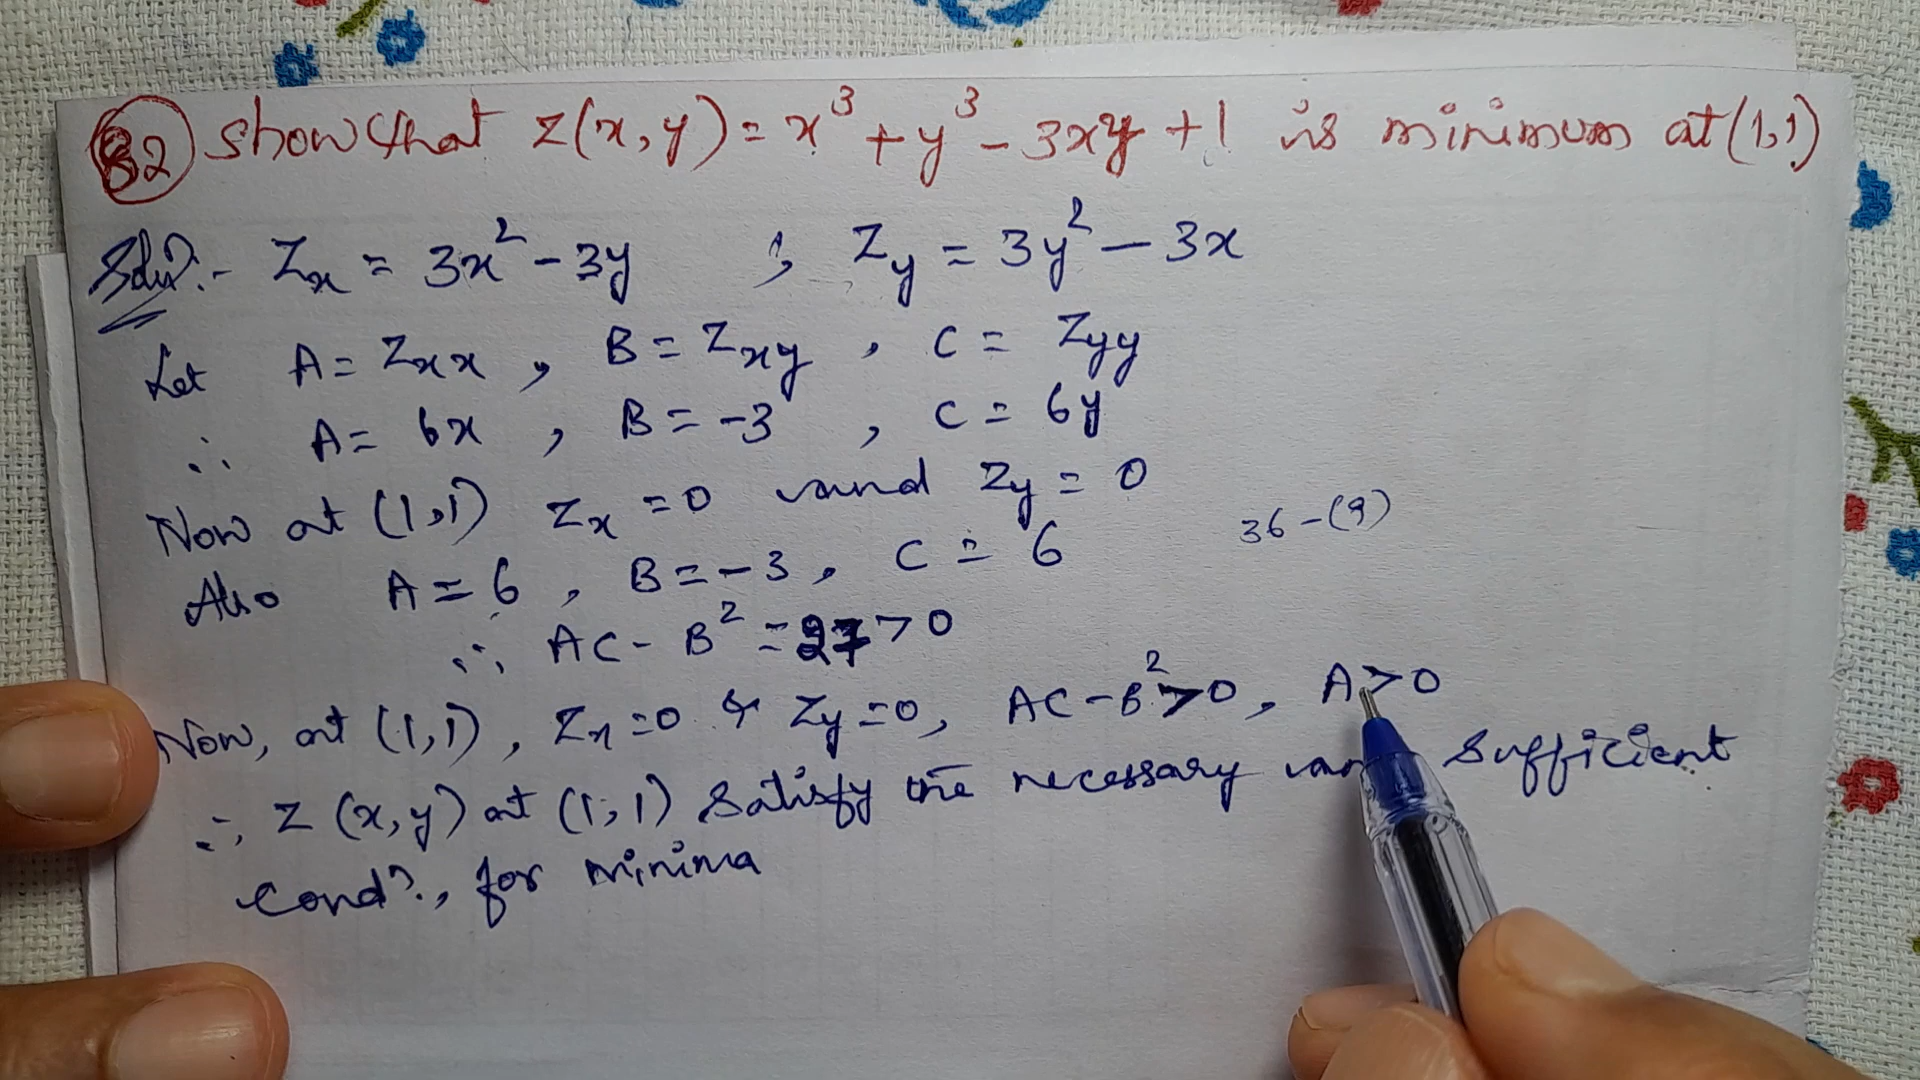 32 show that z(x,y) = x³ + y³ - 3xy + 1 is minimum at (1,1)
Solⁿ:- Zx = 3x² - 3y ; Zy = 3y² - 3x
Let A = Zxx , B = Zxy , C = Zyy
∴ A = 6x , B = -3 , C = 6y
Now at (1,1) Zx = 0 and Zy = 0
36 - (9)
Also A = 6 , B = -3 , C = 6
∴ AC - B² = 27 > 0
Now, at (1,1), Zx = 0 & Zy = 0, AC - B² > 0, A > 0
∴ Z (x,y) at (1,1) satisfy the necessary and sufficient
condⁿ, for minima